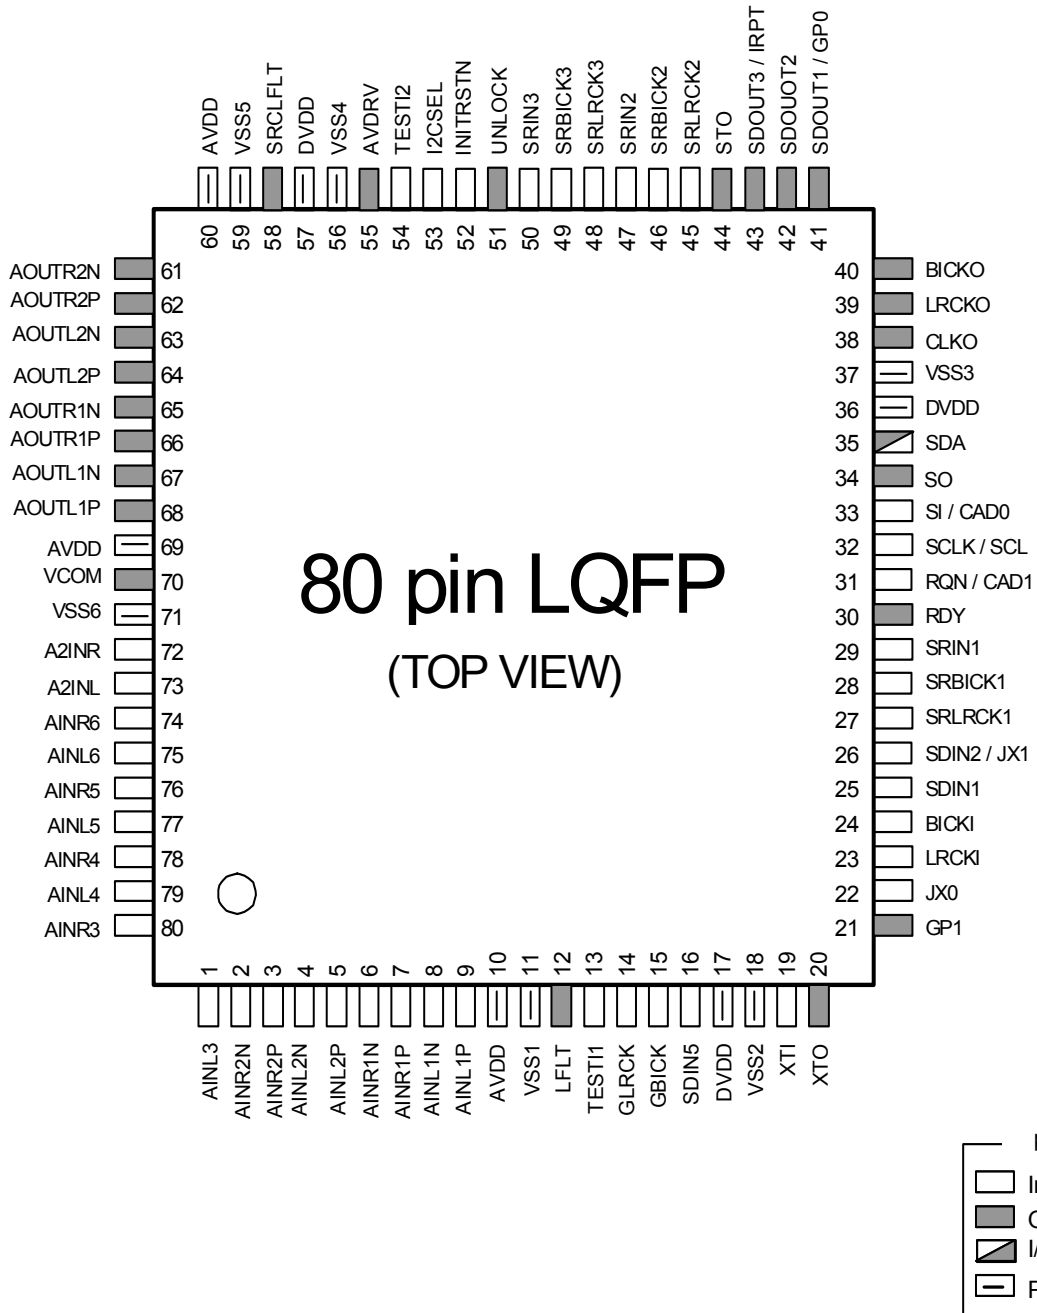 AVDD
VSS5
SRCLFLT
DVDD
VSS4
AVDRV
TESTI2
I2CSEL
INITRSTN
UNLOCK
SRIN3
SRBICK3
SRLRCK3
SRIN2
SRBICK2
SRLRCK2
STO
SDOUT3 / IRPT
SDOUOT2
SDOUT1 / GP0
60 59 58 57 56 55 54 53 52 51 50 49 48 47 46 45 44 43 42 41
AOUTR2N 61
AOUTR2P 62
AOUTL2N 63
AOUTL2P 64
AOUTR1N 65
AOUTR1P 66
AOUTL1N 67
AOUTL1P 68
AVDD 69
VCOM 70
VSS6 71
A2INR 72
A2INL 73
AINR6 74
AINL6 75
AINR5 76
AINL5 77
AINR4 78
AINL4 79
AINR3 80
80 pin LQFP
(TOP VIEW)
40 BICKO
39 LRCKO
38 CLKO
37 VSS3
36 DVDD
35 SDA
34 SO
33 SI / CAD0
32 SCLK / SCL
31 RQN / CAD1
30 RDY
29 SRIN1
28 SRBICK1
27 SRLRCK1
26 SDIN2 / JX1
25 SDIN1
24 BICKI
23 LRCKI
22 JX0
21 GP1
1 2 3 4 5 6 7 8 9 10 11 12 13 14 15 16 17 18 19 20
AINL3
AINR2N
AINR2P
AINL2N
AINL2P
AINR1N
AINR1P
AINL1N
AINL1P
AVDD
VSS1
LFLT
TESTI1
GLRCK
GBICK
SDIN5
DVDD
VSS2
XTI
XTO